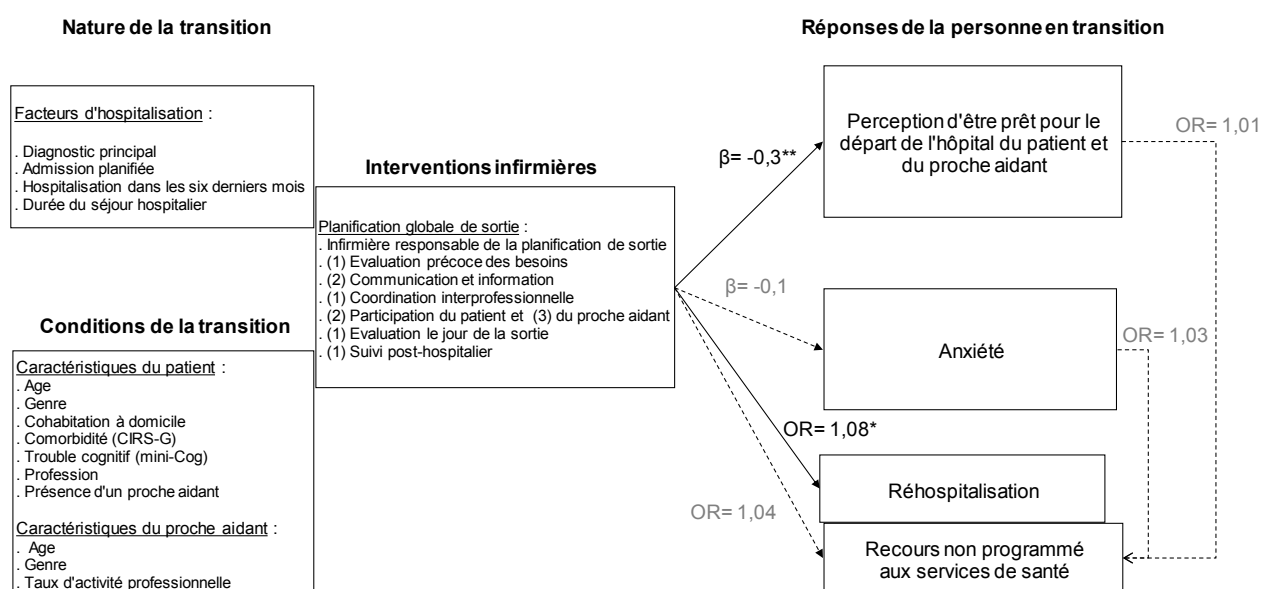 Nature de la transition
Réponses de la personne en transition
Facteurs d'hospitalisation :
. Diagnostic principal
. Admission planifiée
. Hospitalisation dans les six derniers mois
. Durée du séjour hospitalier
Interventions infirmières
Planification globale de sortie :
. Infirmière responsable de la planification de sortie
. (1) Evaluation précoce des besoins
. (2) Communication et information
. (1) Coordination interprofessionnelle
. (2) Participation du patient et (3) du proche aidant
. (1) Evaluation le jour de la sortie
. (1) Suivi post-hospitalier
Conditions de la transition
Caractéristiques du patient :
. Age
. Genre
. Cohabitation à domicile
. Comorbidité (CIRS-G)
. Trouble cognitif (mini-Cog)
. Profession
. Présence d'un proche aidant
Caractéristiques du proche aidant :
. Age
. Genre
. Taux d'activité professionnelle
β= -0,3**
β= -0,1
OR= 1,08*
OR= 1,04
Perception d'être prêt pour le
départ de l'hôpital du patient et
du proche aidant
OR= 1,01
Anxiété
OR= 1,03
Réhospitalisation
Recours non programmé
aux services de santé